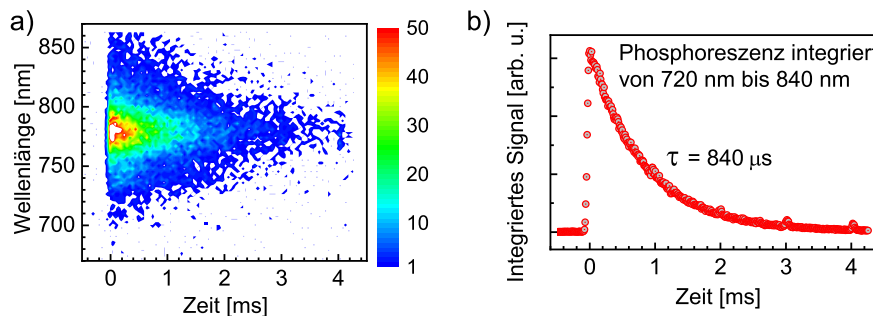 a)
Wellenlänge [nm]
850
800
750
700
0 1 2 3 4
Zeit [ms]
50
40
30
20
10
1
b)
Integriertes Signal [arb. u.]
Phosphoreszenz integriert
von 720 nm bis 840 nm
τ = 840 μs
0 1 2 3 4
Zeit [ms]